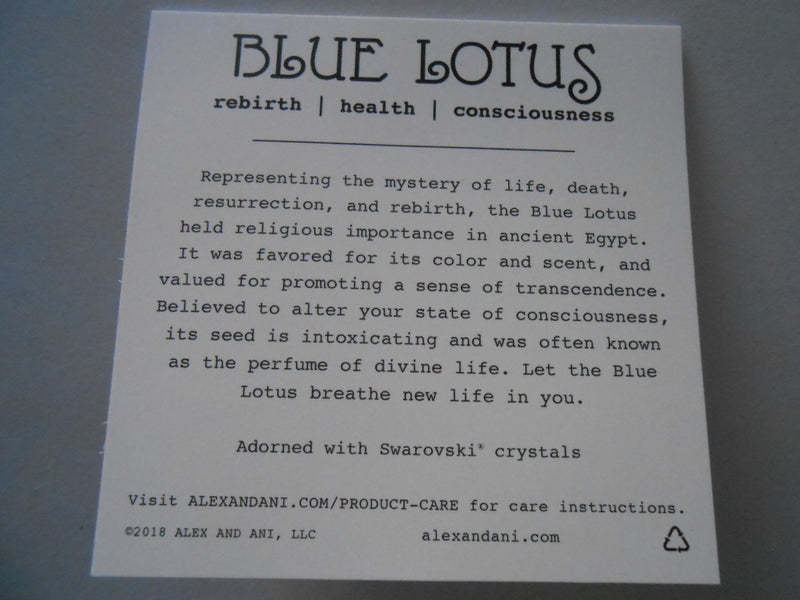 BLUE LOTUS
rebirth | health | consciousness
Representing the mystery of life, death,
resurrection, and rebirth, the Blue Lotus
held religious importance in ancient Egypt.
It was favored for its color and scent, and
valued for promoting a sense of transcendence.
Believed to alter your state of consciousness,
its seed is intoxicating and was often known
as the perfume of divine life. Let the Blue
Lotus breathe new life in you.
Adorned with Swarovski® crystals
Visit ALEXANDANI.COM/PRODUCT-CARE for care instructions.
©2018 ALEX AND ANI, LLC alexandani.com